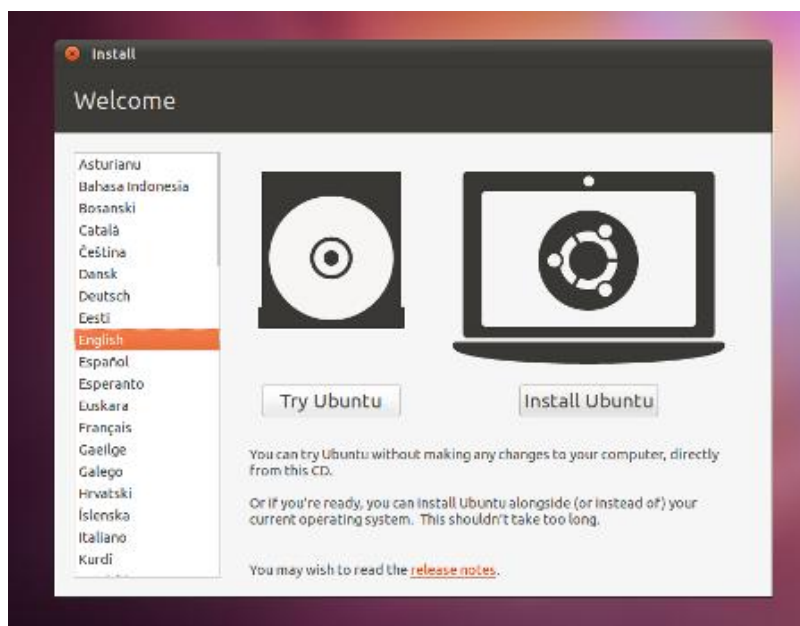 Install
Welcome
Asturianu
Bahasa Indonesia
Bosanski
Català
Čeština
Dansk
Deutsch
Eesti
English
Español
Esperanto
Euskara
Français
Gaeilge
Galego
Hrvatski
Íslenska
Italiano
Kurdî
Try Ubuntu
Install Ubuntu
You can try Ubuntu without making any changes to your computer, directly
from this CD.
Or if you're ready, you can install Ubuntu alongside (or instead of) your
current operating system. This shouldn't take too long.
You may wish to read the release notes.